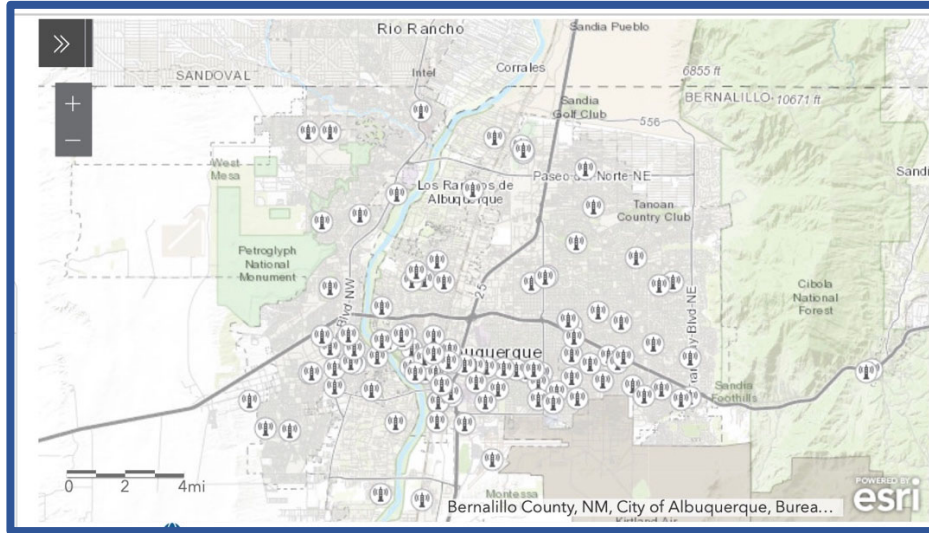 Rio Rancho
Sandia Pueblo
SANDOVAL
Intel
Corrales
6855 ft
BERNALILLO
10671 ft
Sandia
Golf Club
556
West
Mesa
Paseo del Norte NE
Los Ranchos de
Albuquerque
Sandi
Tanoan
Country Club
Petroglyph
National
Monument
Cibola
National
Forest
25
Blvd NW
Blvd-NE
uquerque
Sandia
Foothills
0 2 4mi
Montessa
POWERED BY
esri
Bernalillo County, NM, City of Albuquerque, Burea...
Kirtland Air